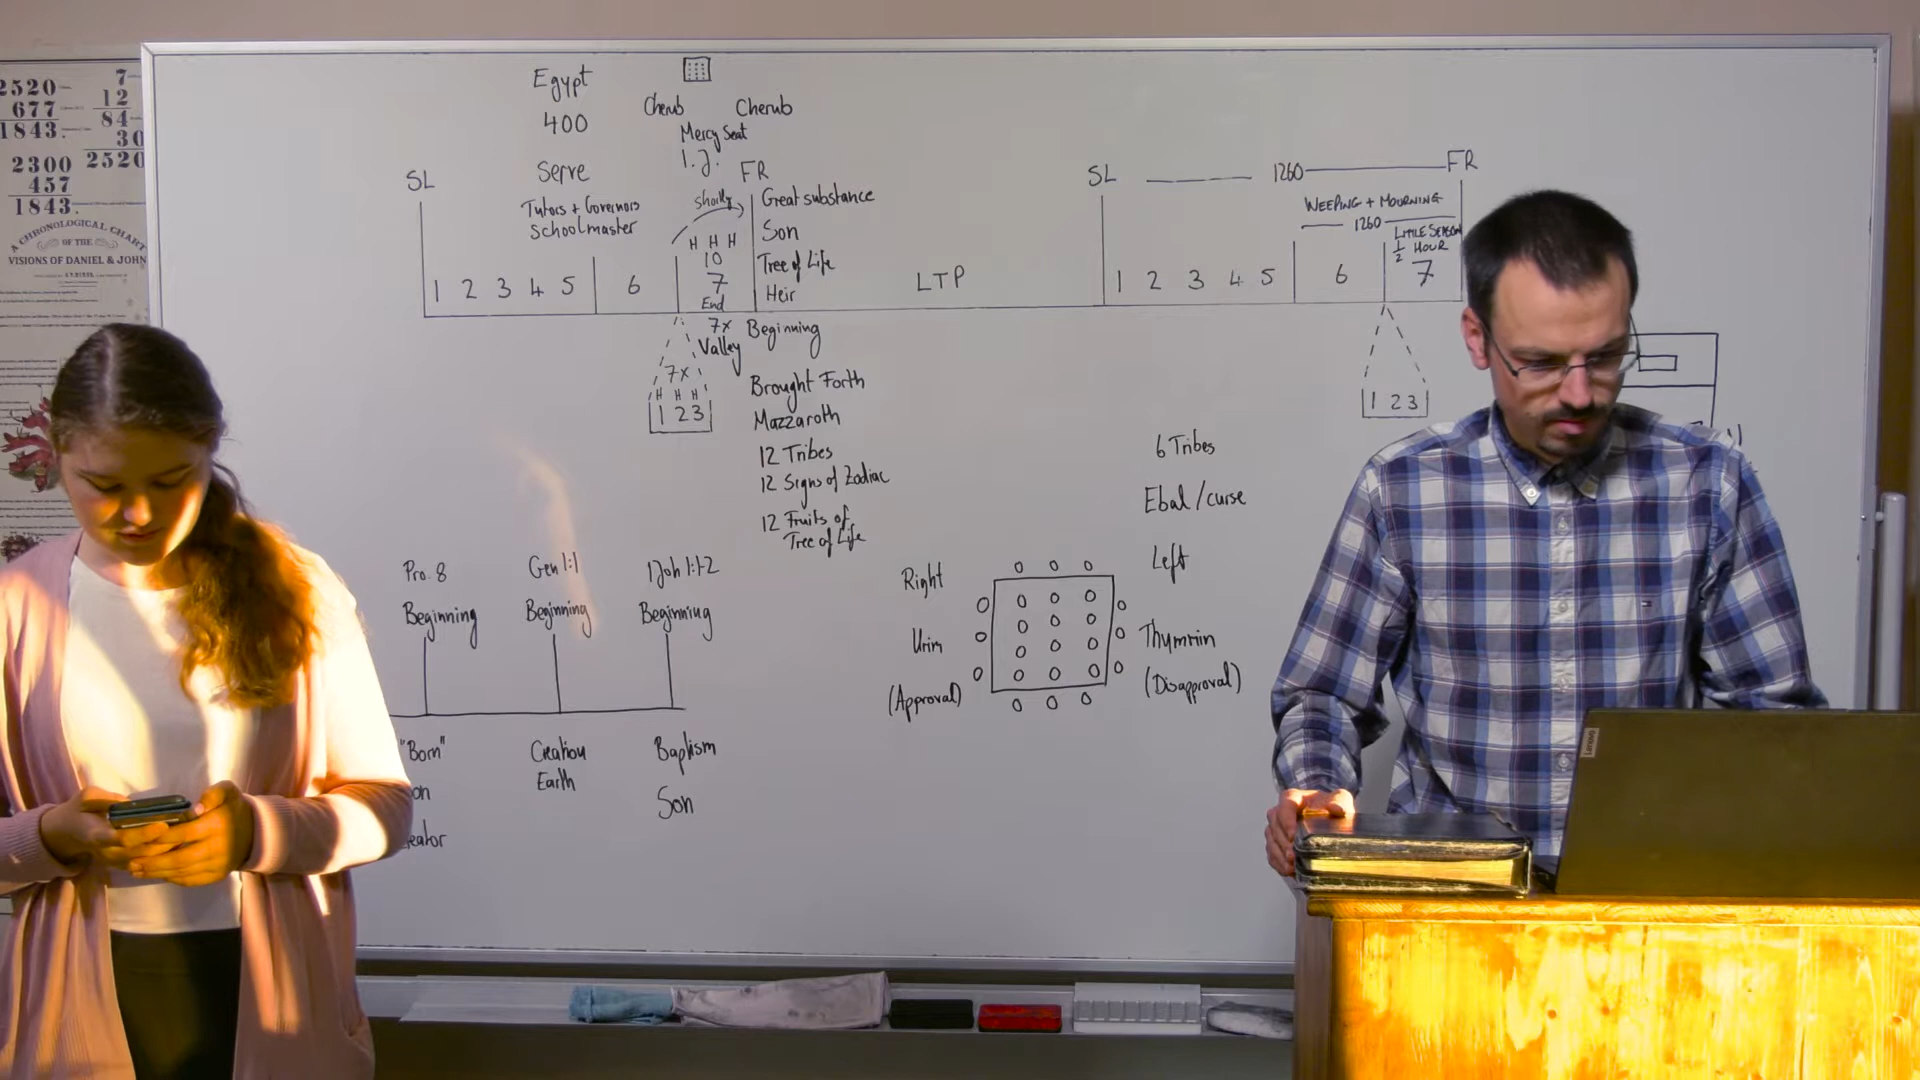 2520
677
1843.
7
12
84
30
2520
2300
457
1843.
A CHRONOLOGICAL CHART
OF THE
VISIONS OF DANIEL & JOHN
Egypt
400
Serve
Tutors + Governors
Schoolmaster
Cherub Cherub
Mercy Seat
I.J.
SL
FR
shortly
Great substance
Son
Tree of Life
Heir
H H H
10
1 2 3 4 5 6 7
End
LTP
7x
Beginning
Valley
7x
H H H
1 2 3
Brought Forth
Mazzaroth
12 Tribes
12 Signs of Zodiac
12 Fruits of
Tree of Life
SL 1260 FR
WEEPING + MOURNING
1260
LITTLE SEASON
1/2 HOUR
1 2 3 4 5 6 7
1 2 3
6 Tribes
Ebal/curse
Left
Thummin
(Disapproval)
Right
Urim
(Approval)
Pro. 8
Beginning
Gen 1:1
Beginning
1Joh 1:1-2
Beginning
"Born"
on
eator
Creation
Earth
Baptism
Son
Lenovo